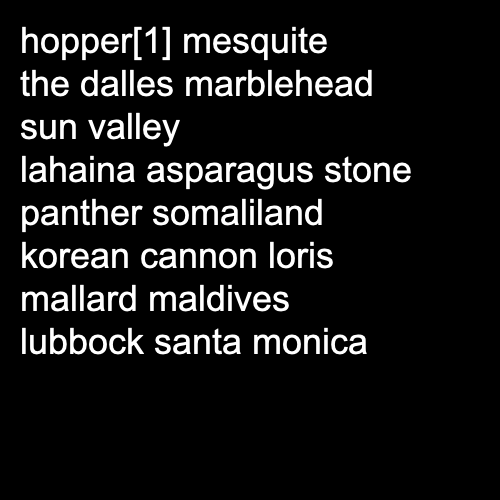 hopper[1] mesquite
the dalles marblehead
sun valley
lahaina asparagus stone
panther somaliland
korean cannon loris
mallard maldives
lubbock santa monica